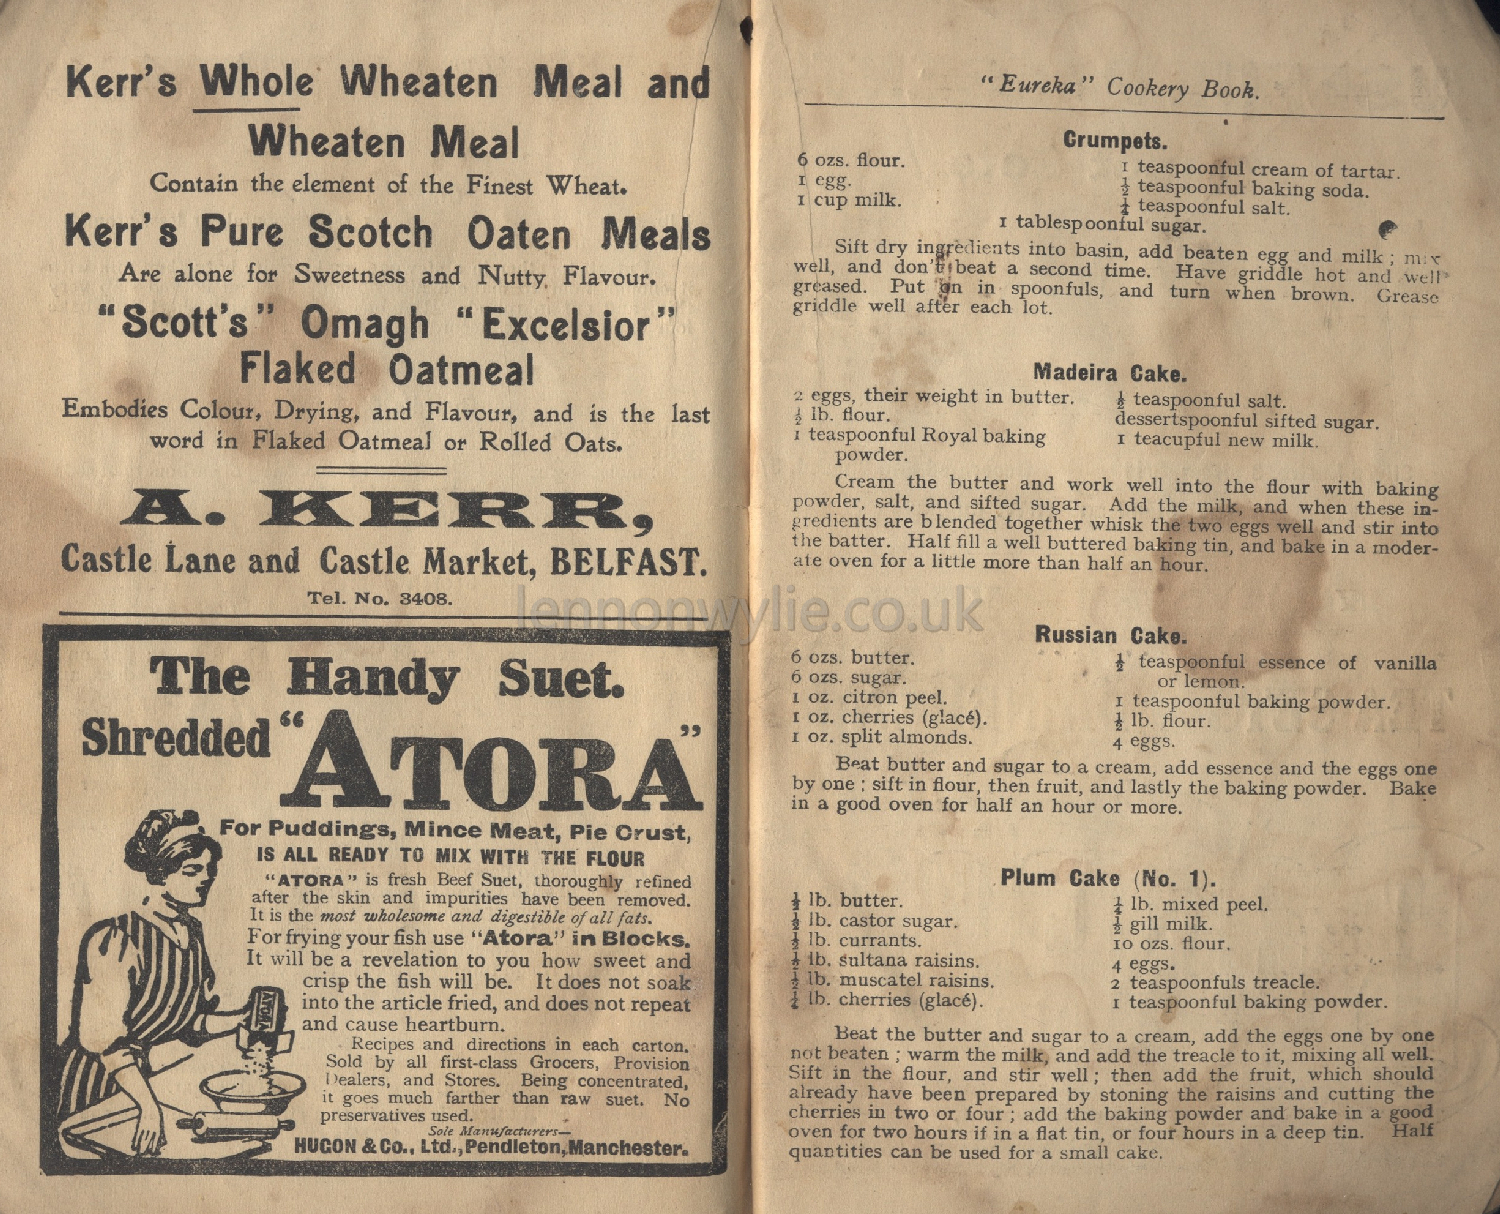 Kerr's Whole Wheaten Meal and
Wheaten Meal
Contain the element of the Finest Wheat.
Kerr's Pure Scotch Oaten Meals
Are alone for Sweetness and Nutty Flavour.
"Scott's" Omagh "Excelsior"
Flaked Oatmeal
Embodies Colour, Drying, and Flavour, and is the last
word in Flaked Oatmeal or Rolled Oats.
A. KERR,
Castle Lane and Castle Market, BELFAST.
Tel. No. 3408.
The Handy Suet.
Shredded "ATORA"
For Puddings, Mince Meat, Pie Crust,
IS ALL READY TO MIX WITH THE FLOUR
"ATORA" is fresh Beef Suet, thoroughly refined
after the skin and impurities have been removed.
It is the most wholesome and digestible of all fats.
For frying your fish use "Atora" in Blocks.
It will be a revelation to you how sweet and
crisp the fish will be. It does not soak
into the article fried, and does not repeat
and cause heartburn.
ATORA
Recipes and directions in each carton.
Sold by all first-class Grocers, Provision
Dealers, and Stores. Being concentrated,
it goes much farther than raw suet. No
preservatives used.
Sole Manufacturers—
HUGON & Co., Ltd., Pendleton, Manchester.
"Eureka" Cookery Book.
Crumpets.
6 ozs. flour.
1 egg.
1 cup milk.
1 teaspoonful cream of tartar.
½ teaspoonful baking soda.
¼ teaspoonful salt.
1 tablespoonful sugar.
Sift dry ingredients into basin, add beaten egg and milk; mix
well, and don't beat a second time. Have griddle hot and well
greased. Put on in spoonfuls, and turn when brown. Grease
griddle well after each lot.
Madeira Cake.
2 eggs, their weight in butter.
½ lb. flour.
1 teaspoonful Royal baking
powder.
½ teaspoonful salt.
dessertspoonful sifted sugar.
1 teacupful new milk.
Cream the butter and work well into the flour with baking
powder, salt, and sifted sugar. Add the milk, and when these in-
gredients are blended together whisk the two eggs well and stir into
the batter. Half fill a well buttered baking tin, and bake in a moder-
ate oven for a little more than half an hour.
Russian Cake.
6 ozs. butter.
6 ozs. sugar.
1 oz. citron peel.
1 oz. cherries (glacé).
1 oz. split almonds.
½ teaspoonful essence of vanilla
or lemon.
1 teaspoonful baking powder.
½ lb. flour.
4 eggs.
Beat butter and sugar to a cream, add essence and the eggs one
by one; sift in flour, then fruit, and lastly the baking powder. Bake
in a good oven for half an hour or more.
Plum Cake (No. 1).
½ lb. butter.
½ lb. castor sugar.
½ lb. currants.
½ lb. sultana raisins.
½ lb. muscatel raisins.
¼ lb. cherries (glacé).
¼ lb. mixed peel.
½ gill milk.
10 ozs. flour.
4 eggs.
2 teaspoonfuls treacle.
1 teaspoonful baking powder.
Beat the butter and sugar to a cream, add the eggs one by one
not beaten; warm the milk, and add the treacle to it, mixing all well.
Sift in the flour, and stir well; then add the fruit, which should
already have been prepared by stoning the raisins and cutting the
cherries in two or four; add the baking powder and bake in a good
oven for two hours if in a flat tin, or four hours in a deep tin. Half
quantities can be used for a small cake.
lennonwylie.co.uk